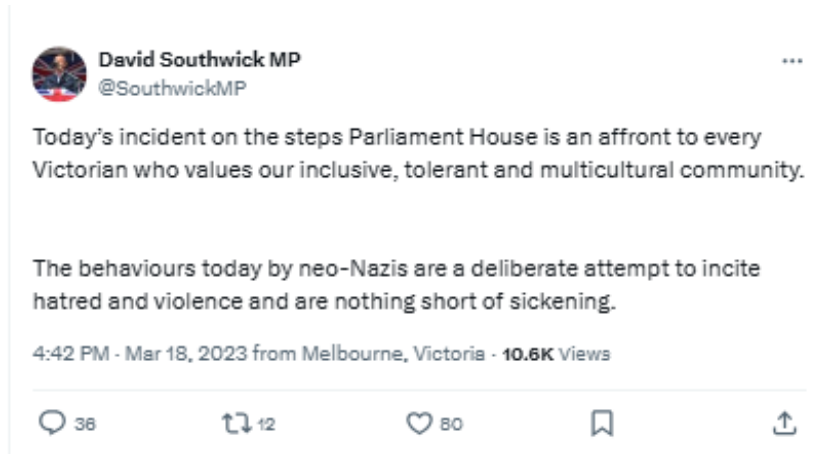 David Southwick MP
@SouthwickMP
Today's incident on the steps Parliament House is an affront to every
Victorian who values our inclusive, tolerant and multicultural community.
The behaviours today by neo-Nazis are a deliberate attempt to incite
hatred and violence and are nothing short of sickening.
4:42 PM · Mar 18, 2023 from Melbourne, Victoria · 10.6K Views
36 12 80